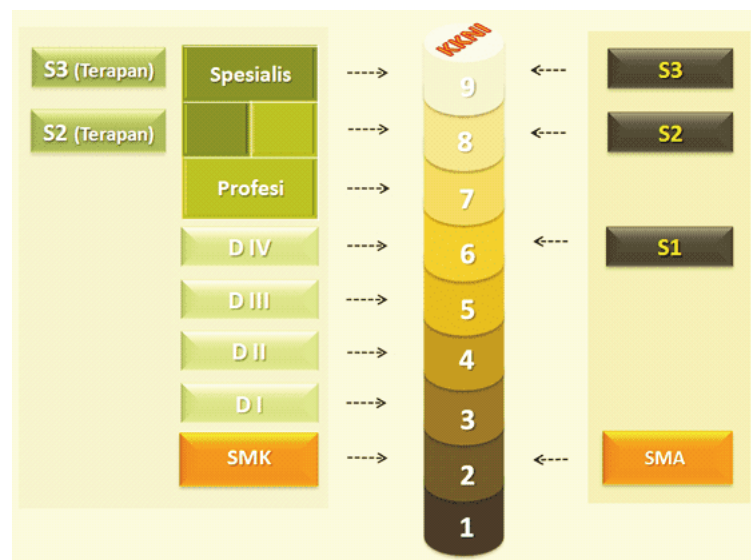 KKNI
S3 (Terapan)
Spesialis
9
S3
S2 (Terapan)
8
S2
Profesi
7
D IV
6
S1
D III
5
D II
4
D I
3
SMK
2
SMA
1